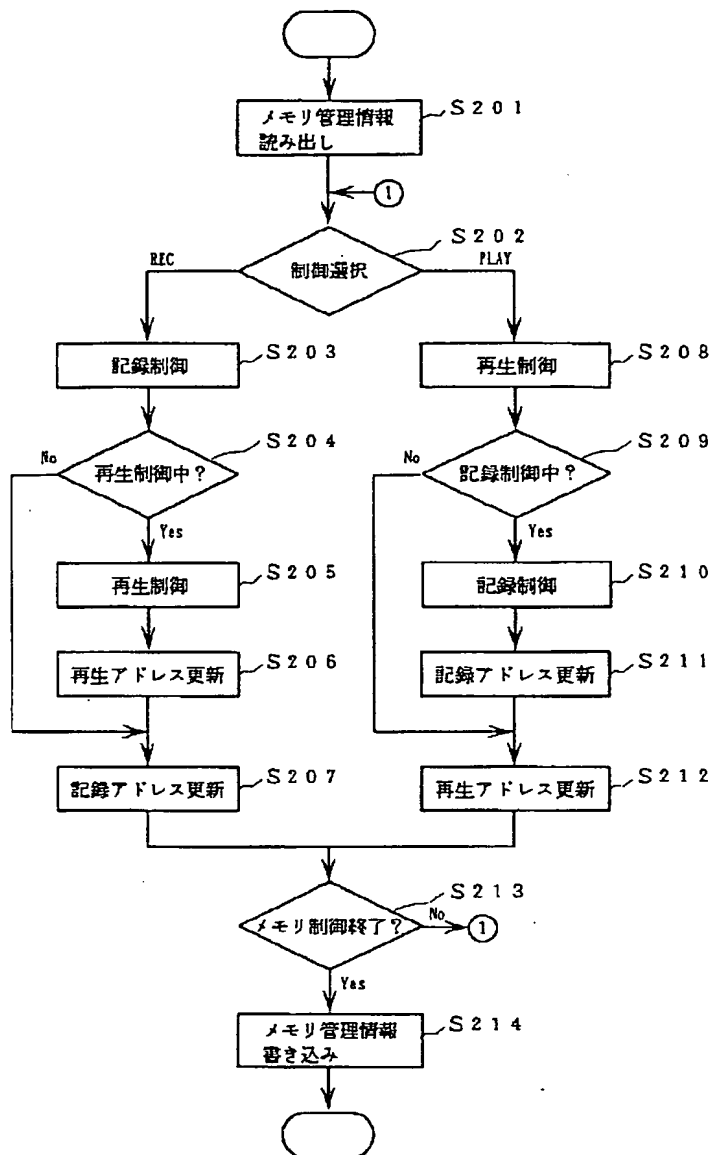 メモリ管理情報
読み出し
S201
①
S202
REC
制御選択
PLAY
記録制御
S203
再生制御
S208
No
再生制御中?
S204
Yes
No
記録制御中?
S209
Yes
再生制御
S205
記録制御
S210
再生アドレス更新
S206
記録アドレス更新
S211
記録アドレス更新
S207
再生アドレス更新
S212
メモリ制御終了?
S213
No
①
Yes
メモリ管理情報
書き込み
S214